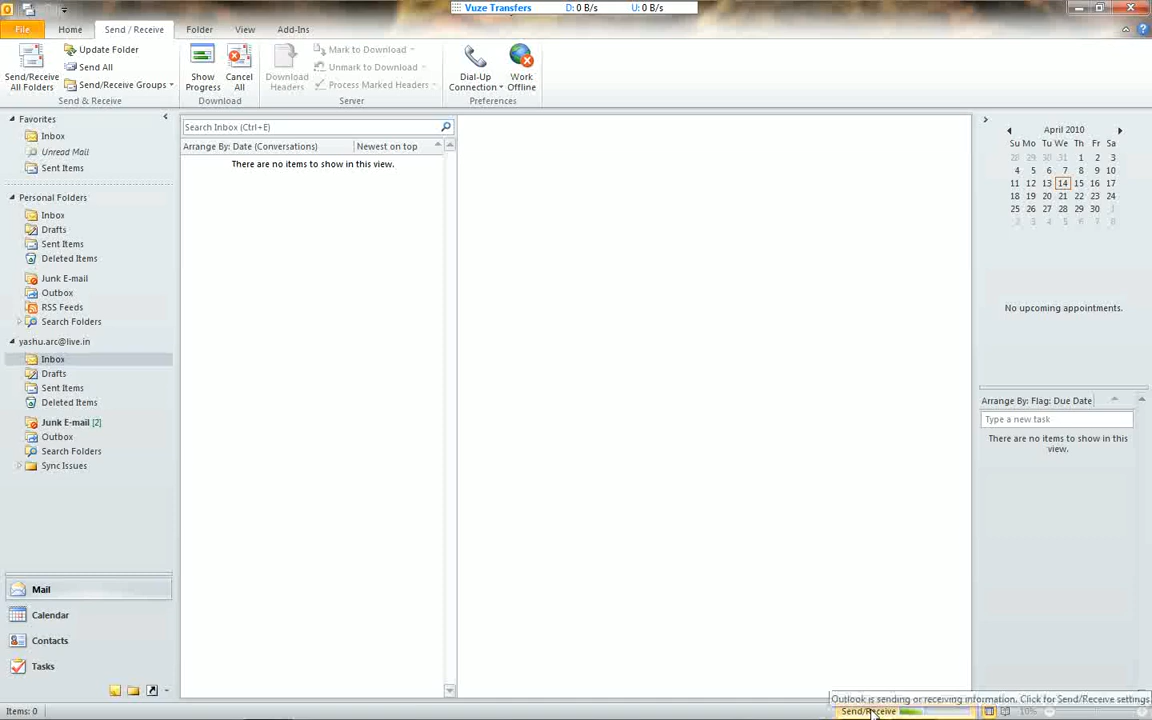 Vuze Transfers D: 0 B/s U: 0 B/s
File Home Send / Receive Folder View Add-Ins
Send/Receive All Folders
Update Folder
Send All
Send/Receive Groups
Send & Receive
Show Progress
Cancel All
Download
Download Headers
Mark to Download
Unmark to Download
Process Marked Headers
Server
Dial-Up Connection
Work Offline
Preferences
Favorites
Inbox
Unread Mail
Sent Items
Personal Folders
Inbox
Drafts
Sent Items
Deleted Items
Junk E-mail
Outbox
RSS Feeds
Search Folders
yashu.arc@live.in
Inbox
Drafts
Sent Items
Deleted Items
Junk E-mail [2]
Outbox
Search Folders
Sync Issues
Mail
Calendar
Contacts
Tasks
Items: 0
Search Inbox (Ctrl+E)
Arrange By: Date (Conversations) Newest on top
There are no items to show in this view.
April 2010
Su Mo Tu We Th Fr Sa
28 29 30 31 1 2 3
4 5 6 7 8 9 10
11 12 13 14 15 16 17
18 19 20 21 22 23 24
25 26 27 28 29 30 1
2 3 4 5 6 7 8
No upcoming appointments.
Arrange By: Flag: Due Date
Type a new task
There are no items to show in this
view.
Outlook is sending or receiving information. Click for Send/Receive settings
Send/Receive
10%